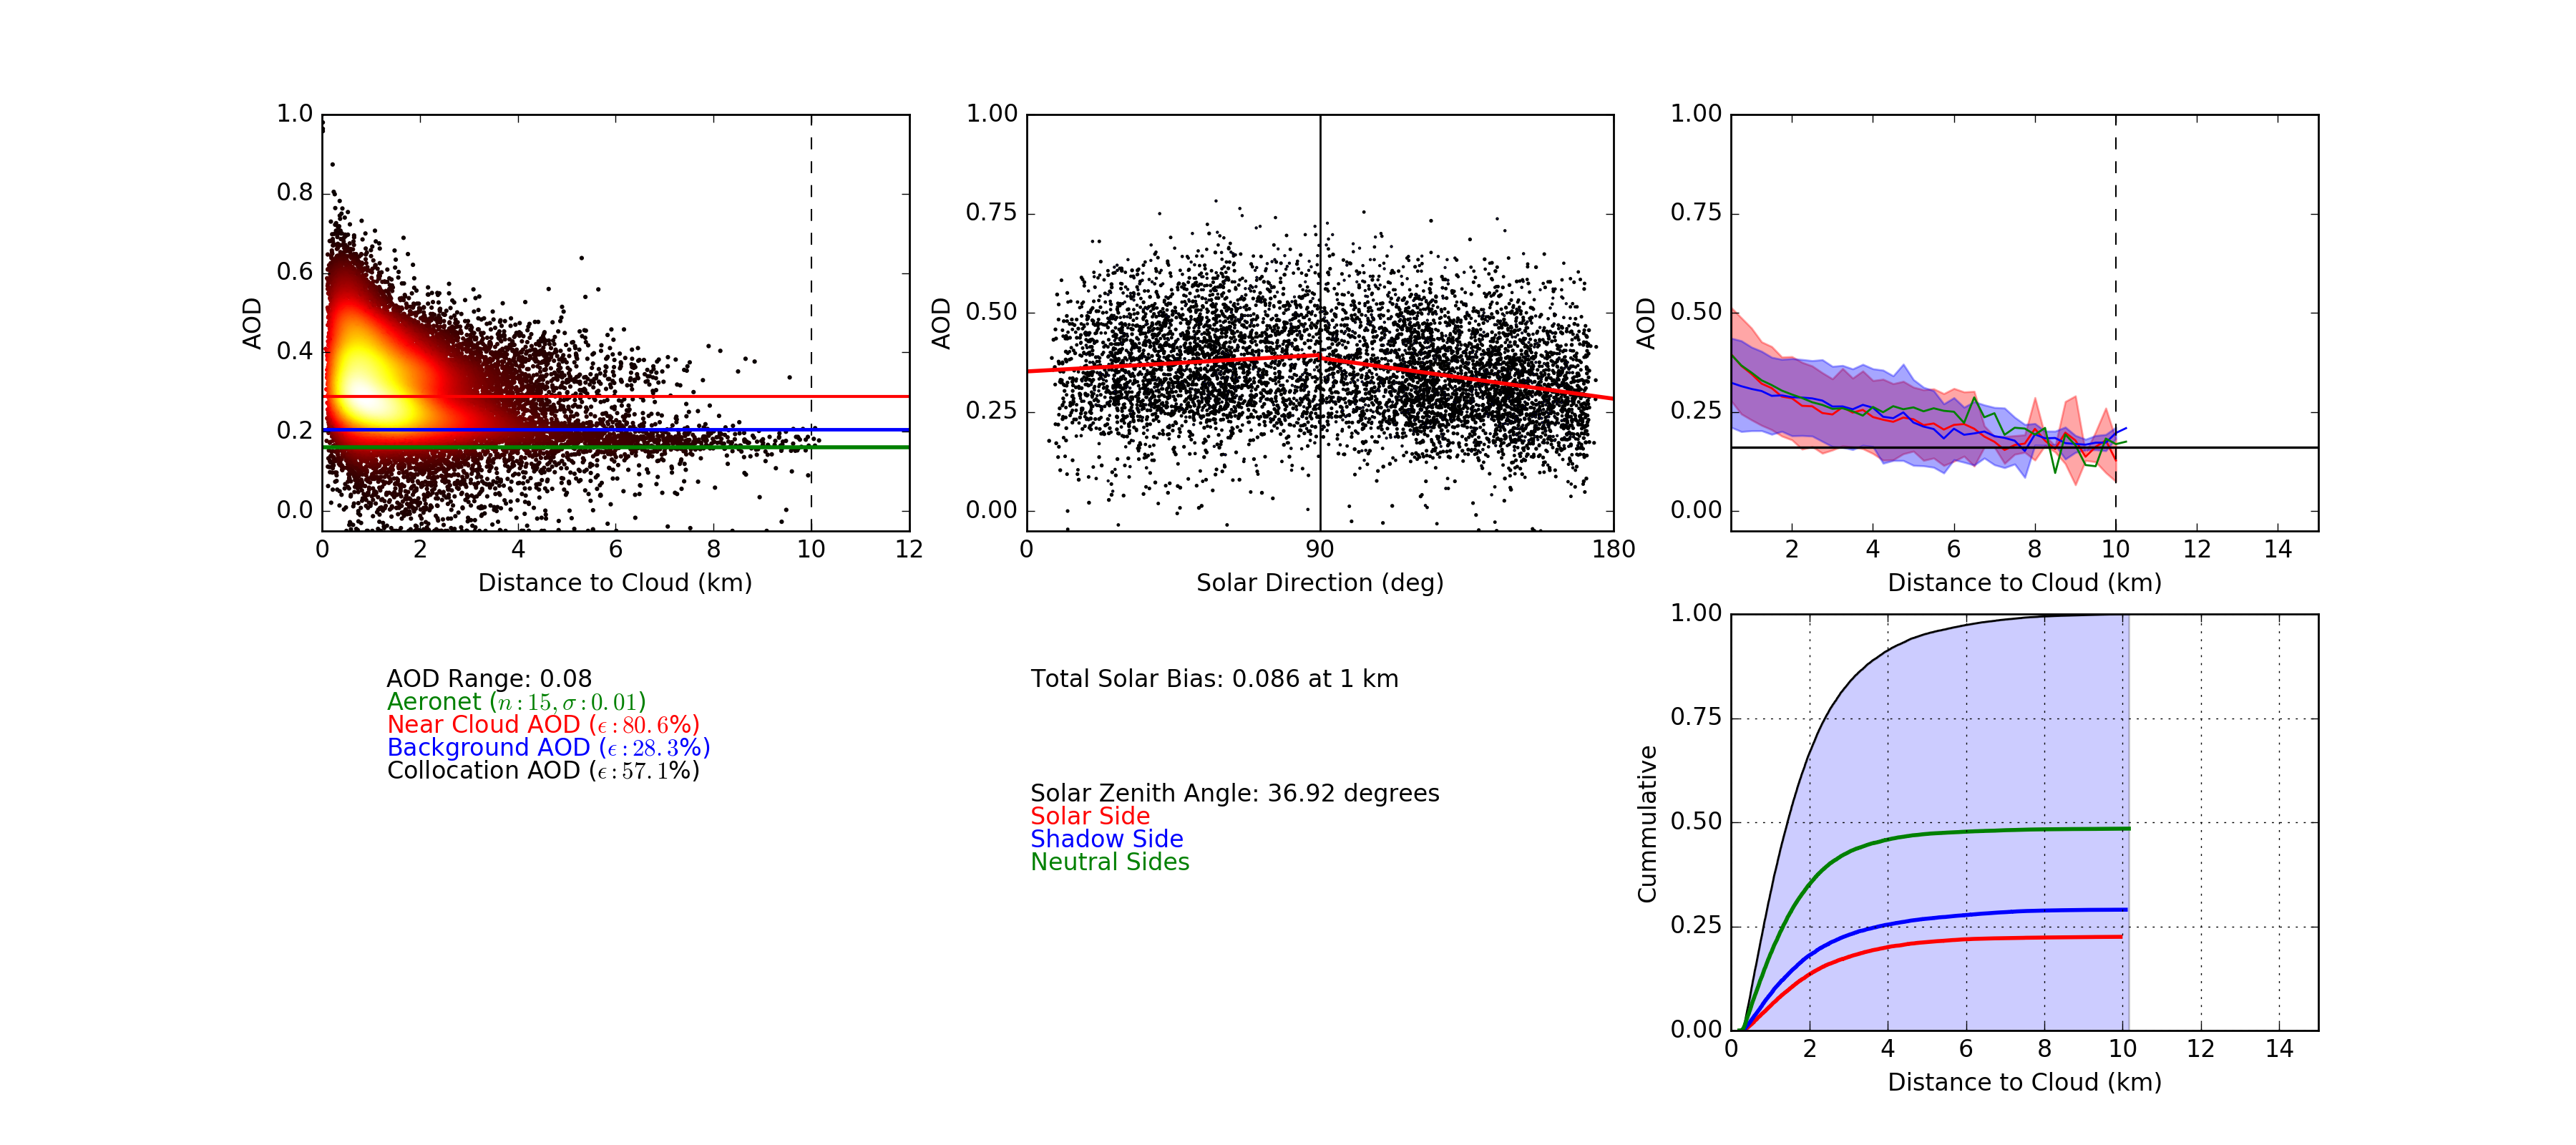 1.0
0.8
0.6
0.4
0.2
0.0
AOD
0 2 4 6 8 10 12
Distance to Cloud (km)
1.00
0.75
0.50
0.25
0.00
AOD
0 90 180
Solar Direction (deg)
1.00
0.75
0.50
0.25
0.00
AOD
2 4 6 8 10 12 14
Distance to Cloud (km)
AOD Range: 0.08
Aeronet (n : 15, σ : 0.01)
Near Cloud AOD (ϵ : 80.6%)
Background AOD (ϵ : 28.3%)
Collocation AOD (ϵ : 57.1%)
Total Solar Bias: 0.086 at 1 km
Solar Zenith Angle: 36.92 degrees
Solar Side
Shadow Side
Neutral Sides
1.00
0.75
0.50
0.25
0.00
Cummulative
0 2 4 6 8 10 12 14
Distance to Cloud (km)